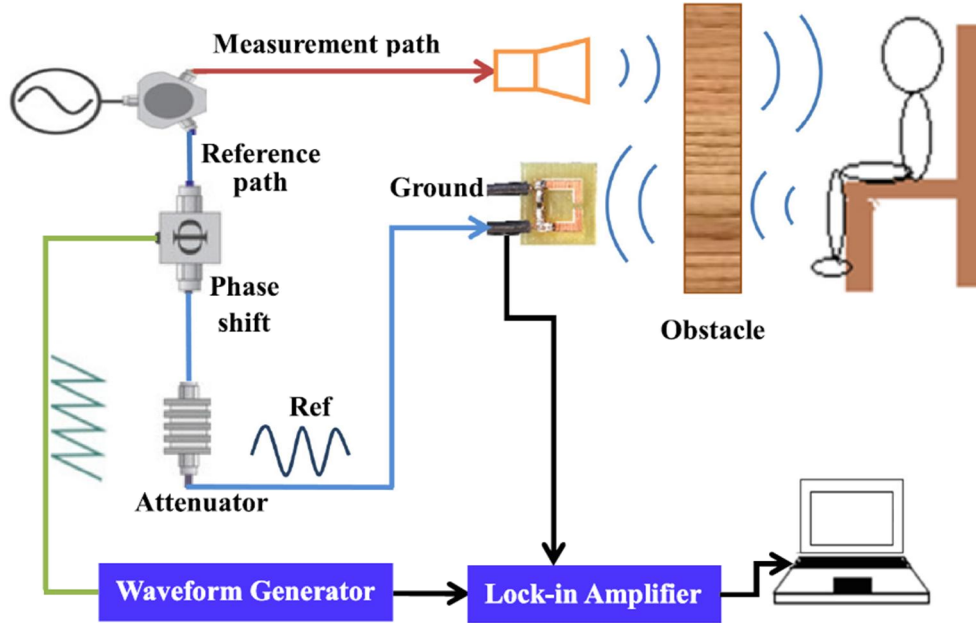 Measurement path
Reference
path
Ground
Φ
Phase
shift
Obstacle
Ref
Attenuator
Waveform Generator
Lock-in Amplifier